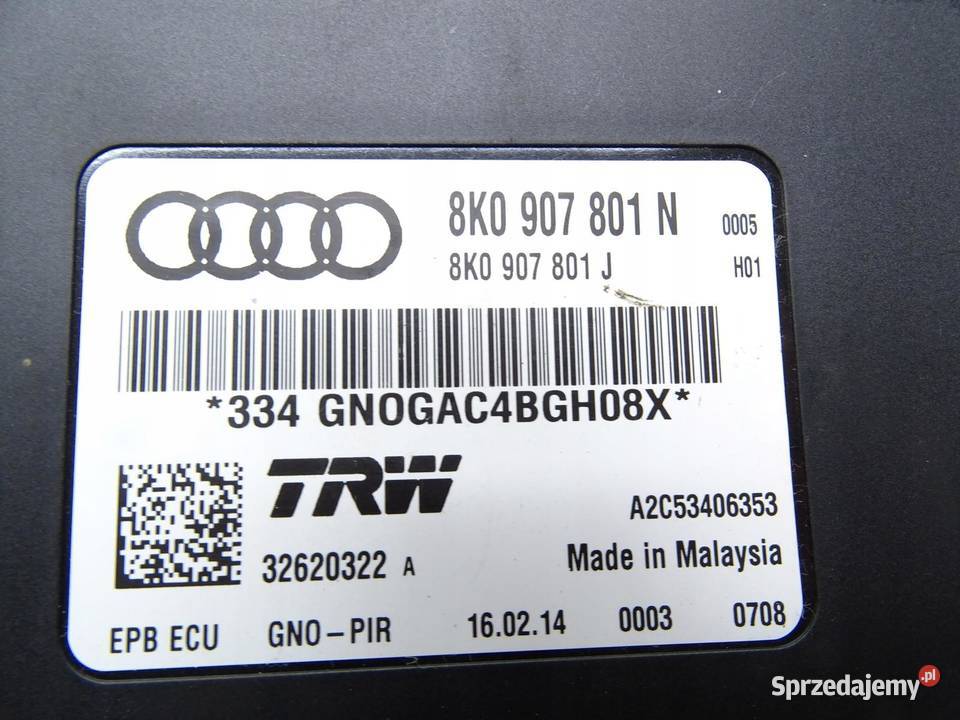 8K0 907 801 N 0005
8K0 907 801 J H01
*334 GNOGAC4BGH08X*
TRW
A2C53406353
32620322 A Made in Malaysia
EPB ECU GNO-PIR 16.02.14 0003 0708
Sprzedajemy.pl